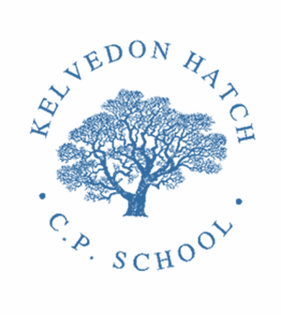 KELVEDON HATCH
• C.P. SCHOOL •